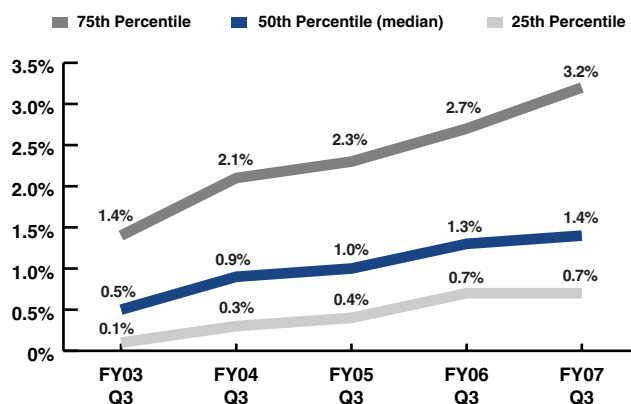 75th Percentile 50th Percentile (median) 25th Percentile
3.5%
3.0%
2.5%
2.0%
1.5%
1.0%
0.5%
0%
1.4% 2.1% 2.3% 2.7% 3.2%
0.5% 0.9% 1.0% 1.3% 1.4%
0.1% 0.3% 0.4% 0.7% 0.7%
FY03 FY04 FY05 FY06 FY07
Q3 Q3 Q3 Q3 Q3